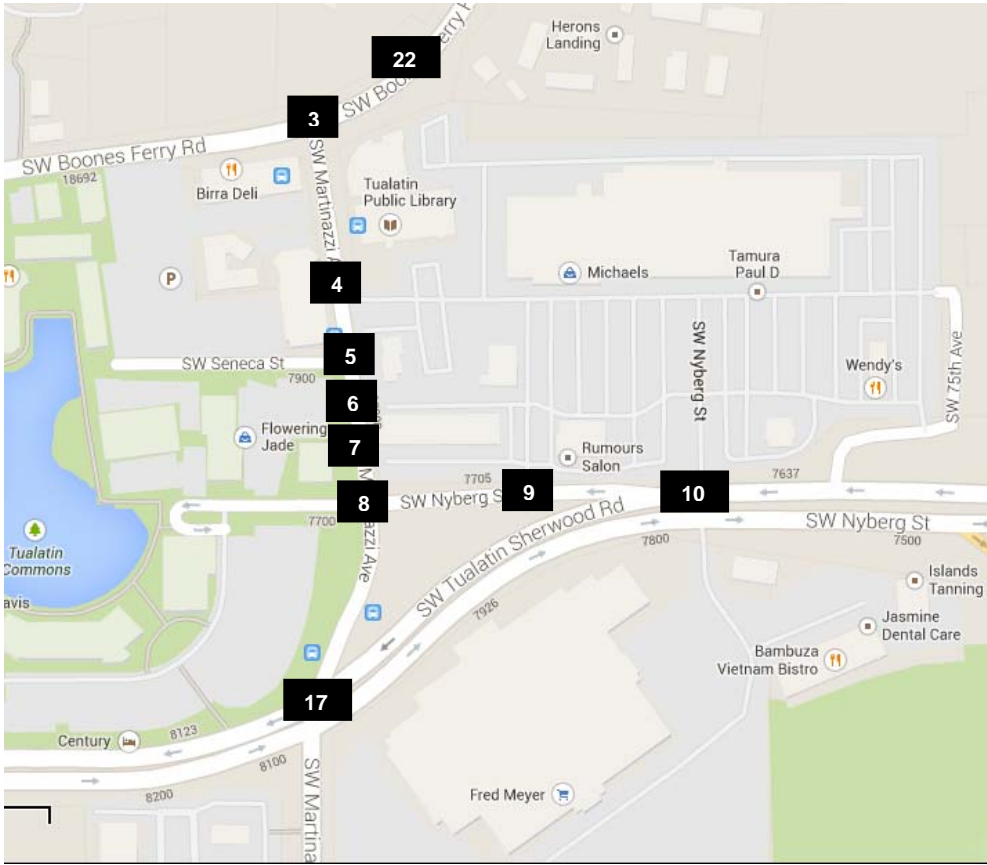 Herons
Landing
22
SW Boones Ferry R
3
SW Boones Ferry Rd
18692
Birra Deli
SW Martinazzi A
Tualatin
Public Library
P
4
Michaels
Tamura
Paul D
SW Seneca St
7900
5
SW Nyberg St
Wendy's
SW 75th Ave
6
Flowering
Jade
7
Rumours
Salon
7705
7637
8
SW Nyberg S
9
10
7700
SW Nyberg St
7800
7500
Tualatin
Commons
avis
azzi Ave
SW Tualatin Sherwood Rd
7926
Islands
Tanning
Jasmine
Dental Care
Bambuza
Vietnam Bistro
17
Century
8123
8100
8200
SW Martina
Fred Meyer